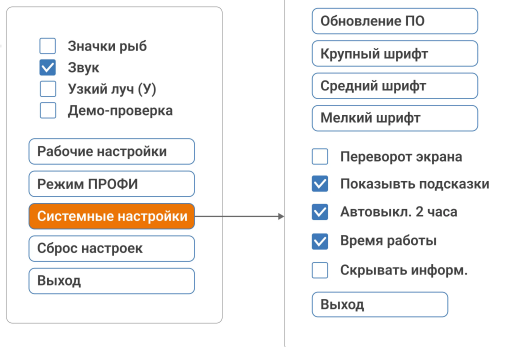 Значки рыб
Звук
Узкий луч (У)
Демо-проверка
Рабочие настройки
Режим ПРОФИ
Системные настройки
Сброс настроек
Выход
Обновление ПО
Крупный шрифт
Средний шрифт
Мелкий шрифт
Переворот экрана
Показывть подсказки
Автовыкл. 2 часа
Время работы
Скрывать информ.
Выход